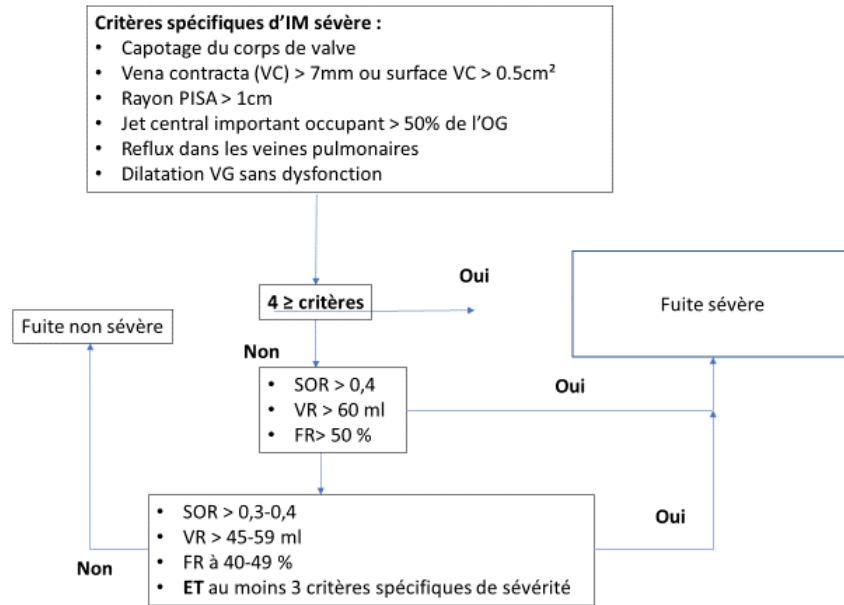 Critères spécifiques d'IM sévère :
• Capotage du corps de valve
• Vena contracta (VC) > 7mm ou surface VC > 0.5cm²
• Rayon PISA > 1cm
• Jet central important occupant > 50% de l'OG
• Reflux dans les veines pulmonaires
• Dilatation VG sans dysfonction
Oui
4 ≥ critères
Fuite sévère
Fuite non sévère
Non
• SOR > 0,4
• VR > 60 ml
• FR> 50 %
Oui
• SOR > 0,3-0,4
• VR > 45-59 ml
• FR à 40-49 %
• ET au moins 3 critères spécifiques de sévérité
Oui
Non